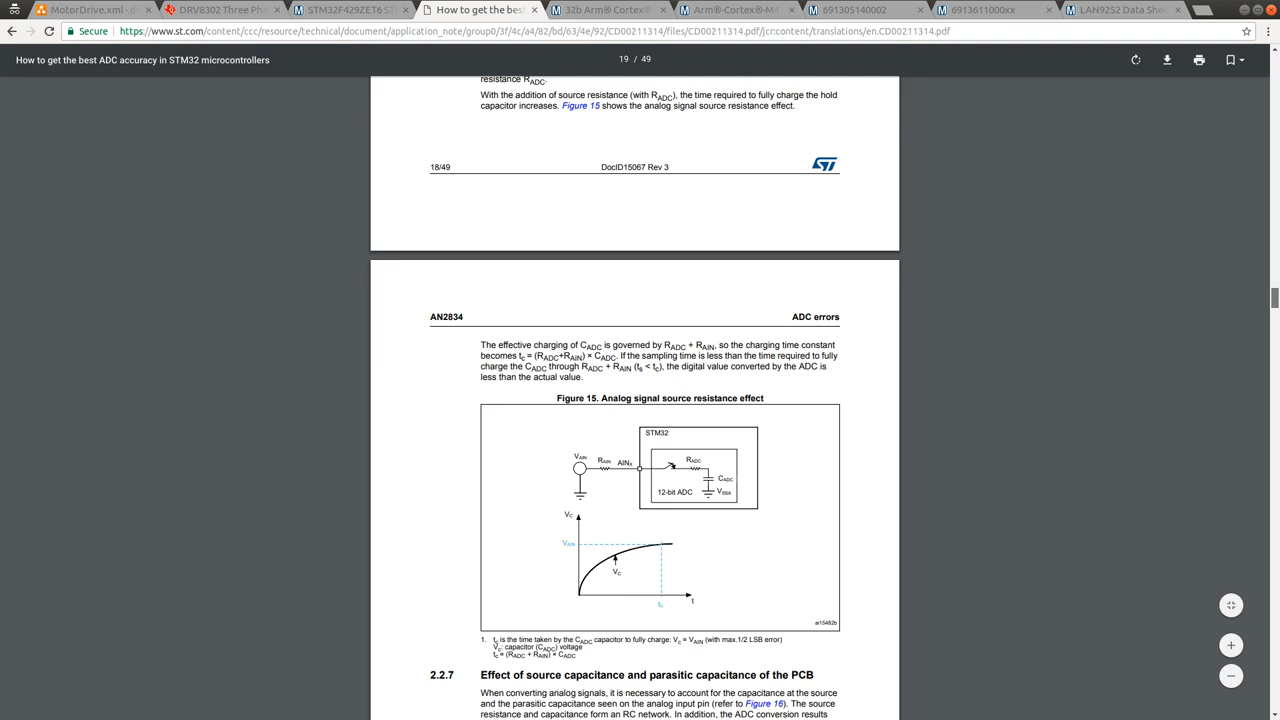 MotorDrive.xml - d
DRV8302 Three Pha
STM32F429ZET6 ST
How to get the bes
32b Arm® Cortex®
Arm®-Cortex®-M4
691305140002
6913611000xx
LAN9252 Data Shee
Secure
https://www.st.com/content/ccc/resource/technical/document/application_note/group0/3f/4c/a4/82/bd/63/4e/92/CD00211314/files/CD00211314.pdf/jcr:content/translations/en.CD00211314.pdf
How to get the best ADC accuracy in STM32 microcontrollers
19 / 49
resistance RADC.
With the addition of source resistance (with RADC), the time required to fully charge the hold
capacitor increases. Figure 15 shows the analog signal source resistance effect.
18/49
DocID15067 Rev 3
ST
AN2834
ADC errors
The effective charging of CADC is governed by RADC + RAIN, so the charging time constant
becomes tc = (RADC+RAIN) × CADC. If the sampling time is less than the time required to fully
charge the CADC through RADC + RAIN (ts < tc), the digital value converted by the ADC is
less than the actual value.
Figure 15. Analog signal source resistance effect
STM32
VAIN
RAIN
AINx
RADC
CADC
12-bit ADC
VSSA
VC
VAIN
VC
tC
t
ai15482b
1. tc is the time taken by the CADC capacitor to fully charge: Vc = VAIN (with max.1/2 LSB error)
Vc: capacitor (CADC) voltage
tc = (RADC + RAIN) × CADC
2.2.7 Effect of source capacitance and parasitic capacitance of the PCB
When converting analog signals, it is necessary to account for the capacitance at the source
and the parasitic capacitance seen on the analog input pin (refer to Figure 16). The source
resistance and capacitance form an RC network. In addition, the ADC conversion results